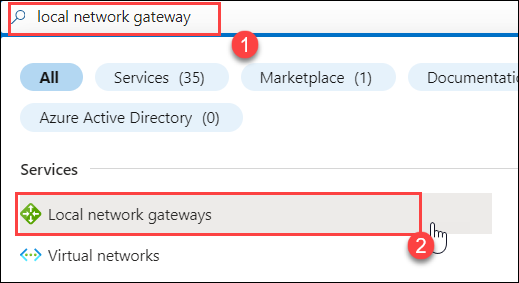 local network gateway
1
All Services (35) Marketplace (1) Documentati
Azure Active Directory (0)
Services
Local network gateways
2
Virtual networks